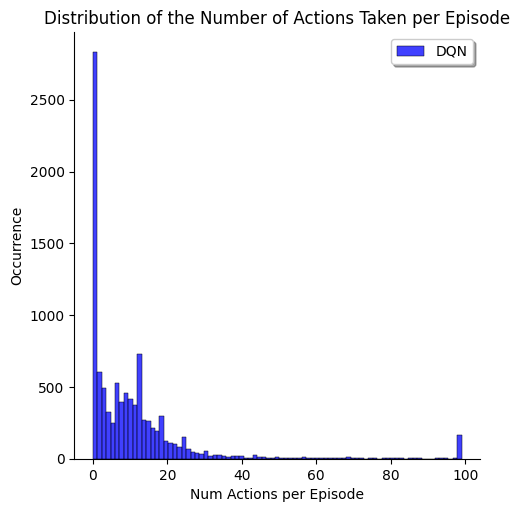 Distribution of the Number of Actions Taken per Episode
DQN
2500
2000
1500
1000
500
0
Occurrence
0 20 40 60 80 100
Num Actions per Episode